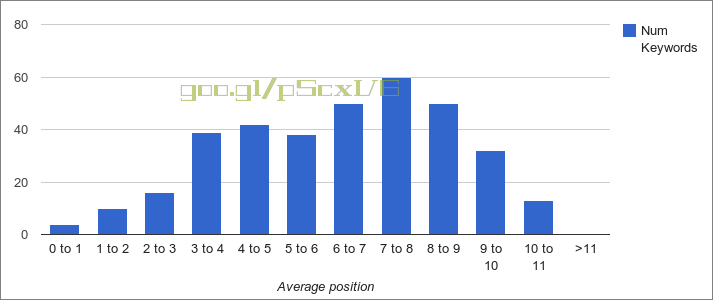 80
60
40
20
0
goo.gl/pScxLV
0 to 1
1 to 2
2 to 3
3 to 4
4 to 5
5 to 6
6 to 7
7 to 8
8 to 9
9 to
10
10 to
11
>11
Average position
Num
Keywords